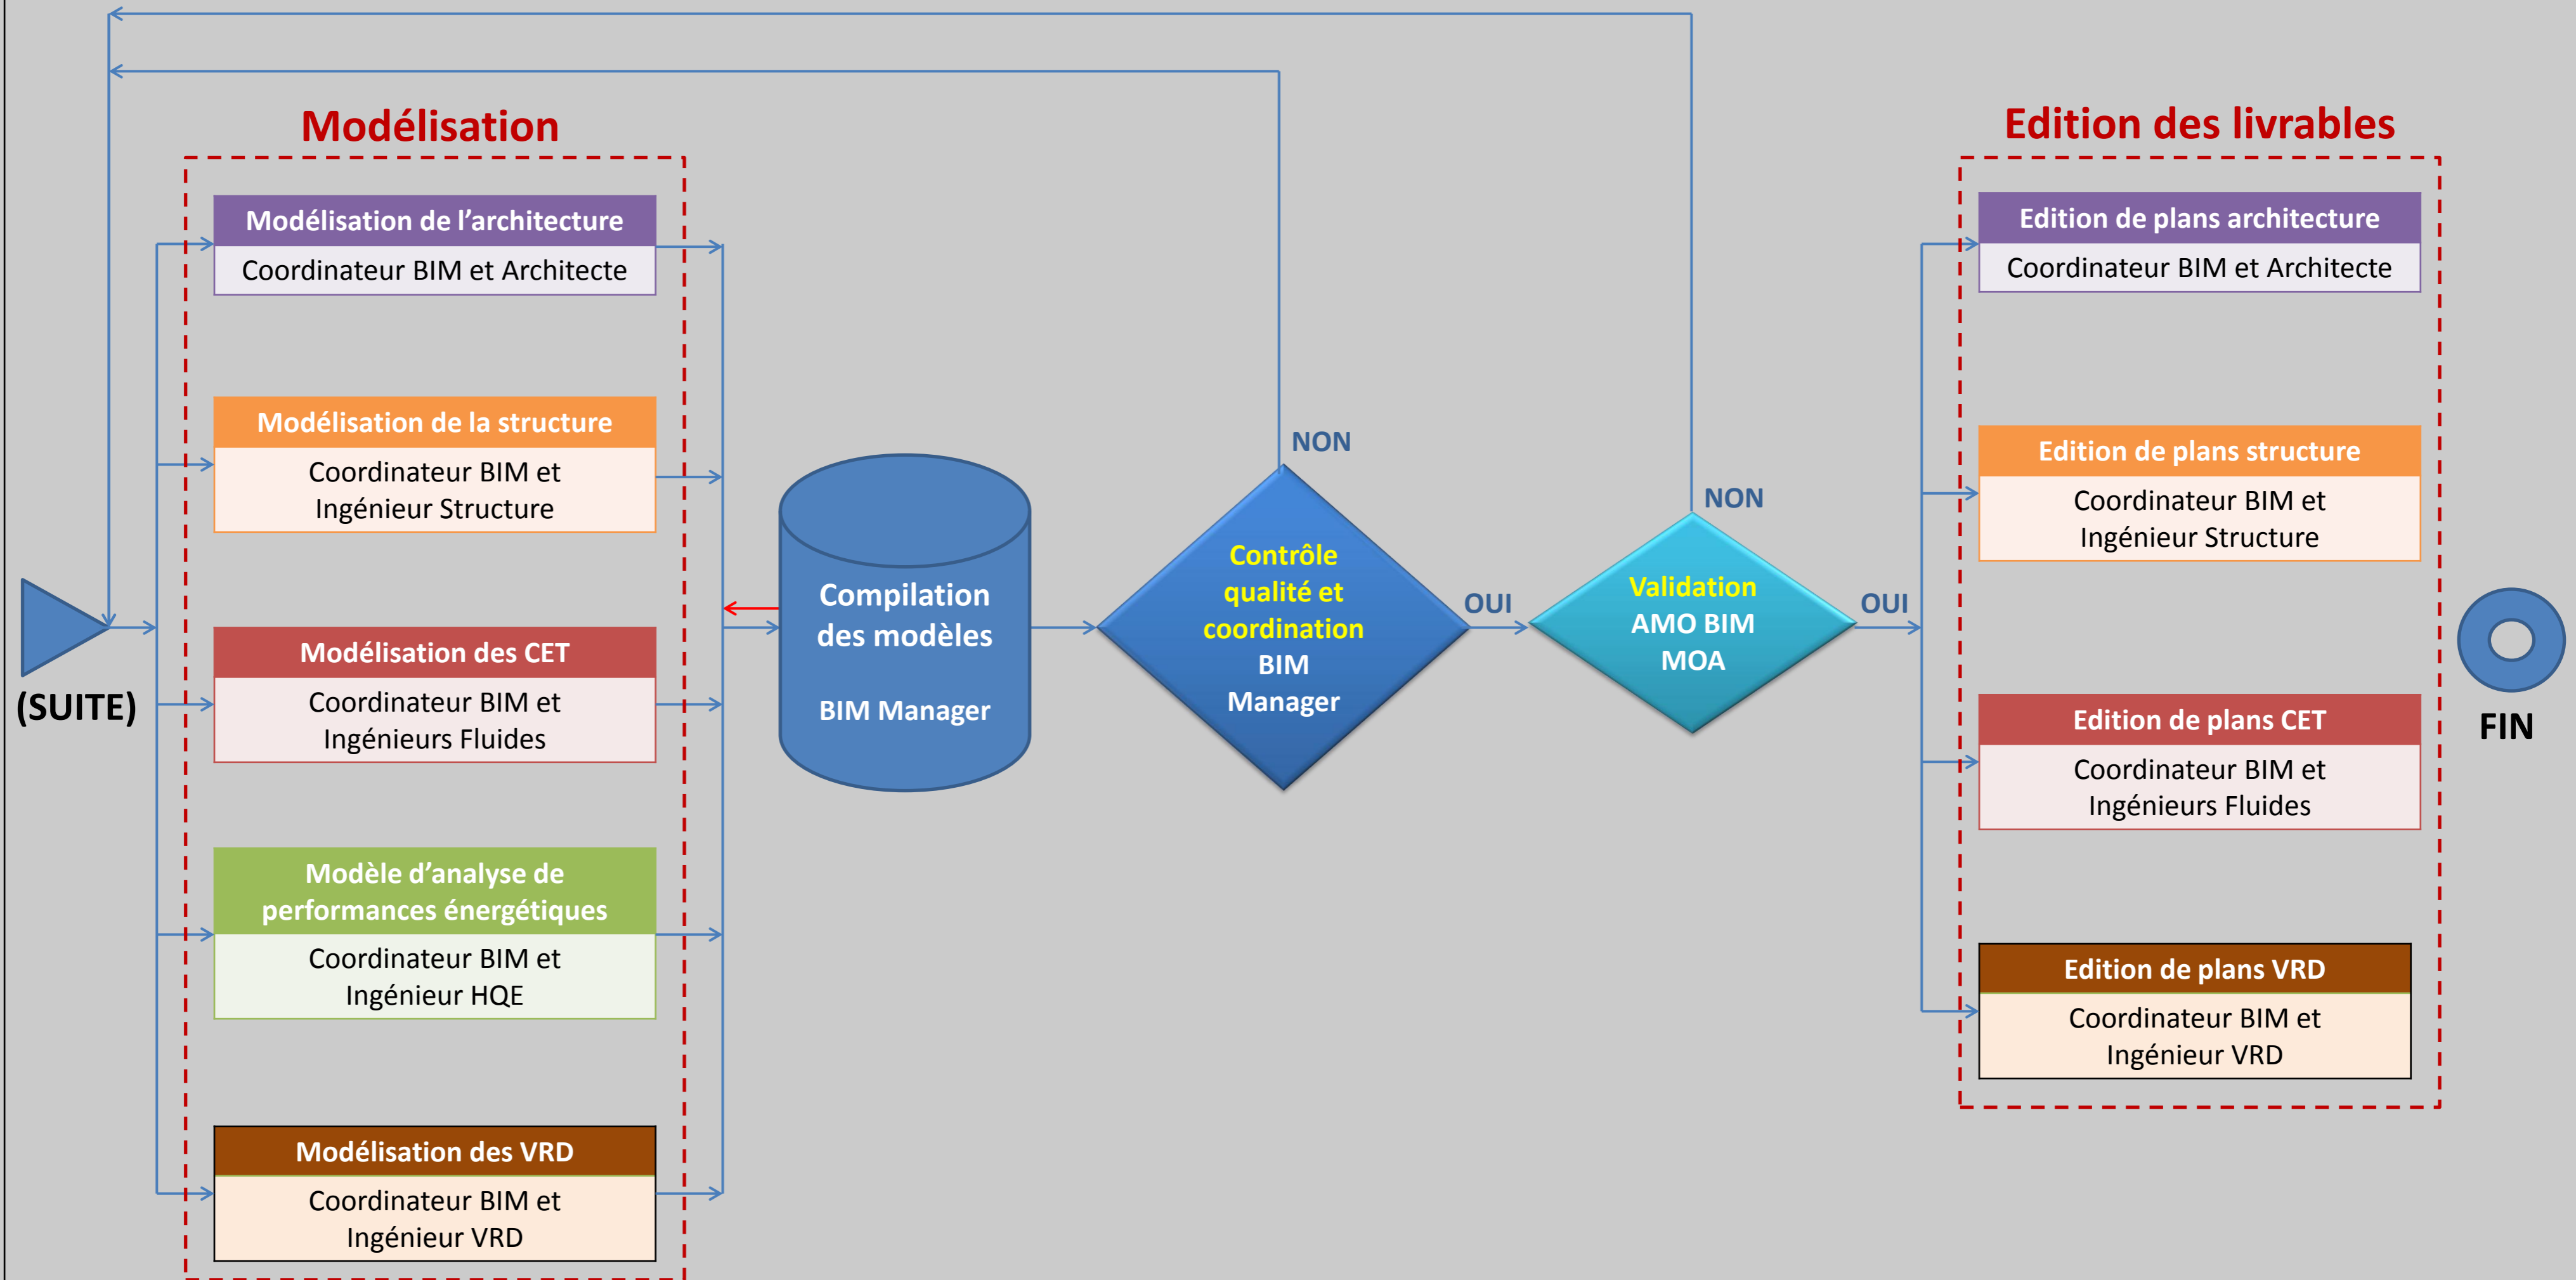 Modélisation
Modélisation de l'architecture
Coordinateur BIM et Architecte
Modélisation de la structure
Coordinateur BIM et
Ingénieur Structure
Modélisation des CET
Coordinateur BIM et
Ingénieurs Fluides
Modèle d'analyse de
performances énergétiques
Coordinateur BIM et
Ingénieur HQE
Modélisation des VRD
Coordinateur BIM et
Ingénieur VRD
(SUITE)
Compilation
des modèles
BIM Manager
NON
Contrôle
qualité et
coordination
BIM
Manager
OUI
NON
Validation
AMO BIM
MOA
OUI
Edition des livrables
Edition de plans architecture
Coordinateur BIM et Architecte
Edition de plans structure
Coordinateur BIM et
Ingénieur Structure
Edition de plans CET
Coordinateur BIM et
Ingénieurs Fluides
Edition de plans VRD
Coordinateur BIM et
Ingénieur VRD
FIN